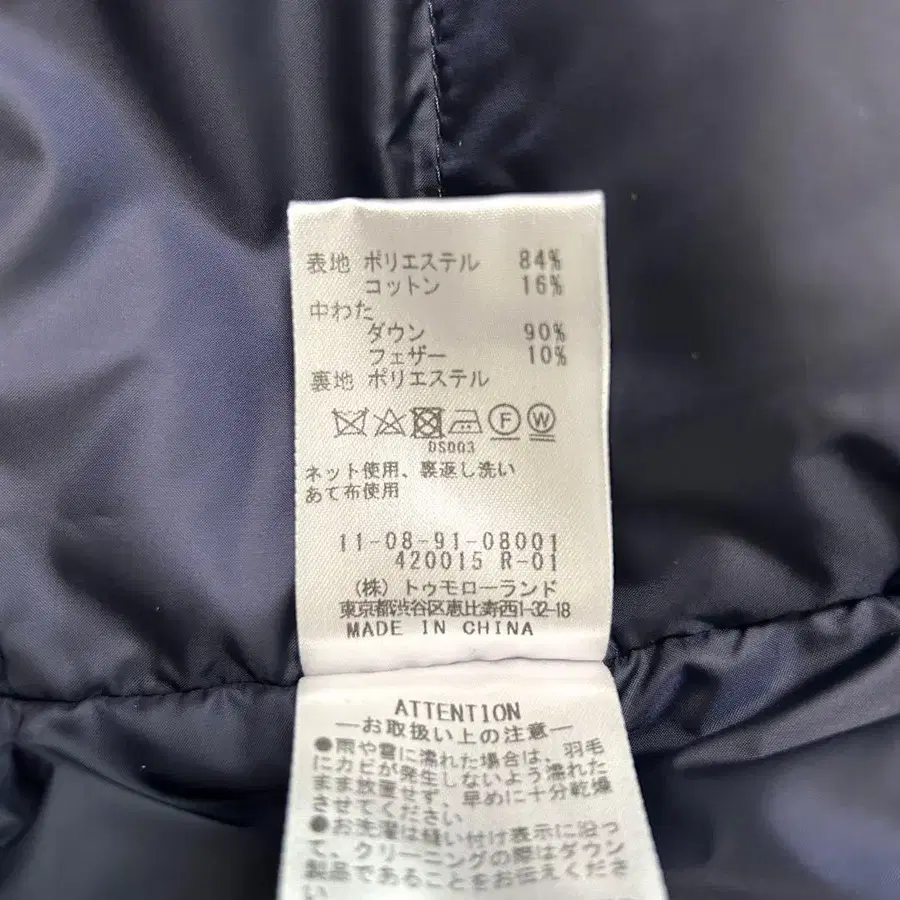 表地 ポリエステル 84%
コットン 16%
中わた
ダウン 90%
フェザー 10%
裏地 ポリエステル
F W
DS003
ネット使用、裏返し洗い
あて布使用
11-08-91-08001
420015 R-01
(株) トゥモローランド
東京都渋谷区恵比寿西1-32-18
MADE IN CHINA
ATTENTION
—お取扱い上の注意—
●雨や雪に濡れた場合は、羽毛
にカビが発生しないよう濡れた
まま放置せず、早めに十分乾燥
させてください
●お洗濯は縫い付け表示に沿っ
て、クリーニングの際はダウン
製品であることをお伝えくださ
い